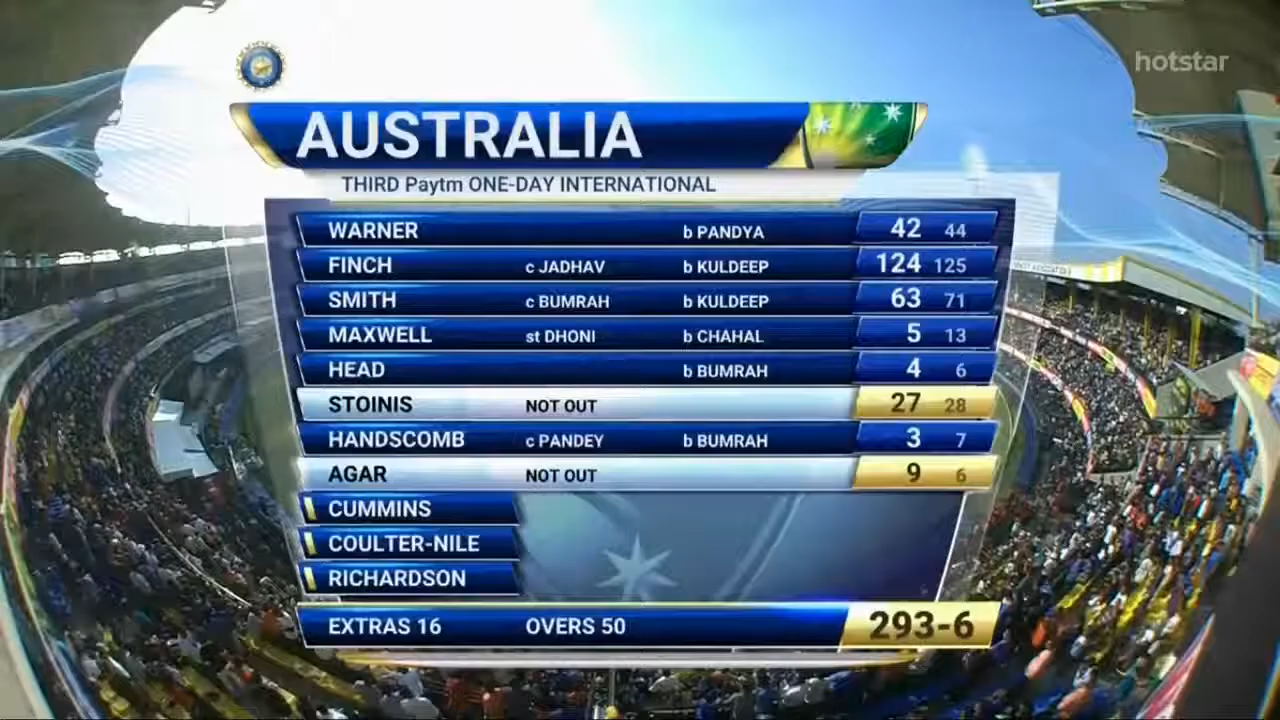 hotstar
AUSTRALIA
THIRD Paytm ONE-DAY INTERNATIONAL
WARNER b PANDYA 42 44
FINCH c JADHAV b KULDEEP 124 125
SMITH c BUMRAH b KULDEEP 63 71
MAXWELL st DHONI b CHAHAL 5 13
HEAD b BUMRAH 4 6
STOINIS NOT OUT 27 28
HANDSCOMB c PANDEY b BUMRAH 3 7
AGAR NOT OUT 9 6
CUMMINS
COULTER-NILE
RICHARDSON
EXTRAS 16 OVERS 50 293-6